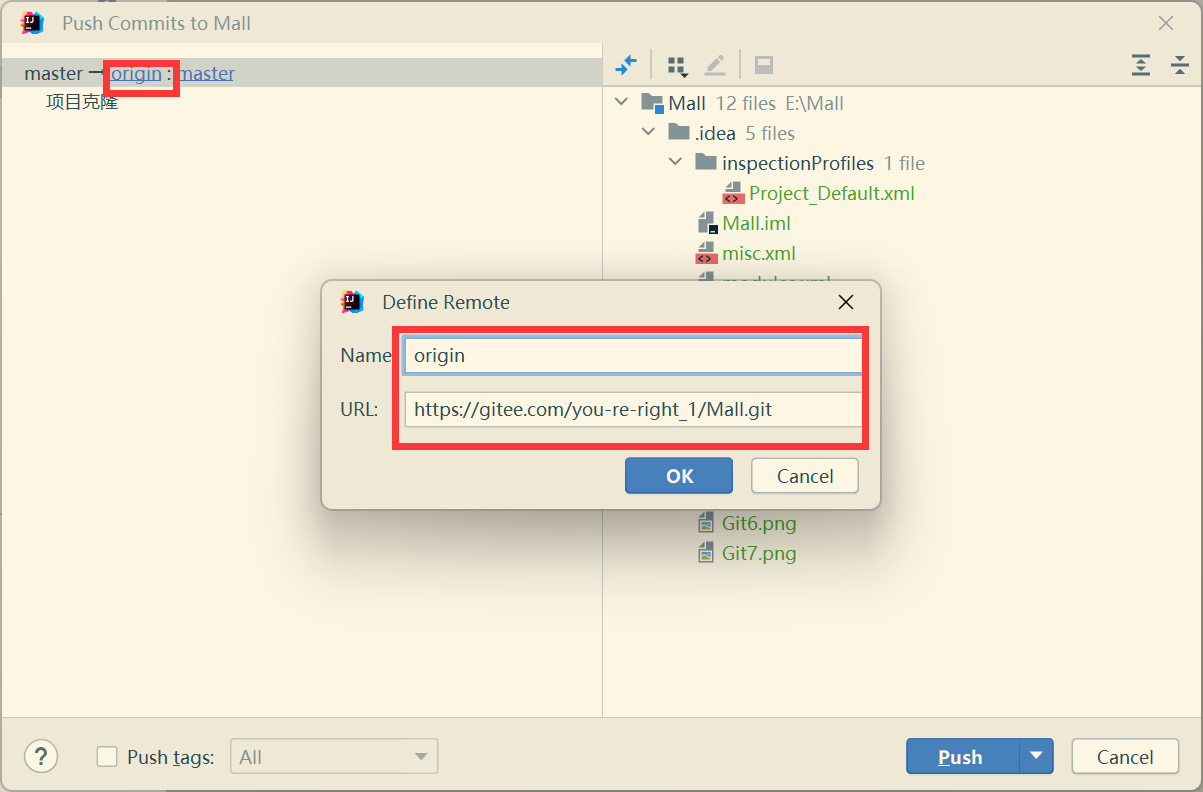 Push Commits to Mall
master → origin : master
项目克隆
Mall 12 files E:\Mall
.idea 5 files
inspectionProfiles 1 file
Project_Default.xml
Mall.iml
misc.xml
Define Remote
Name
origin
URL:
https://gitee.com/you-re-right_1/Mall.git
OK
Cancel
Git6.png
Git7.png
?
Push tags:
All
Push
Cancel